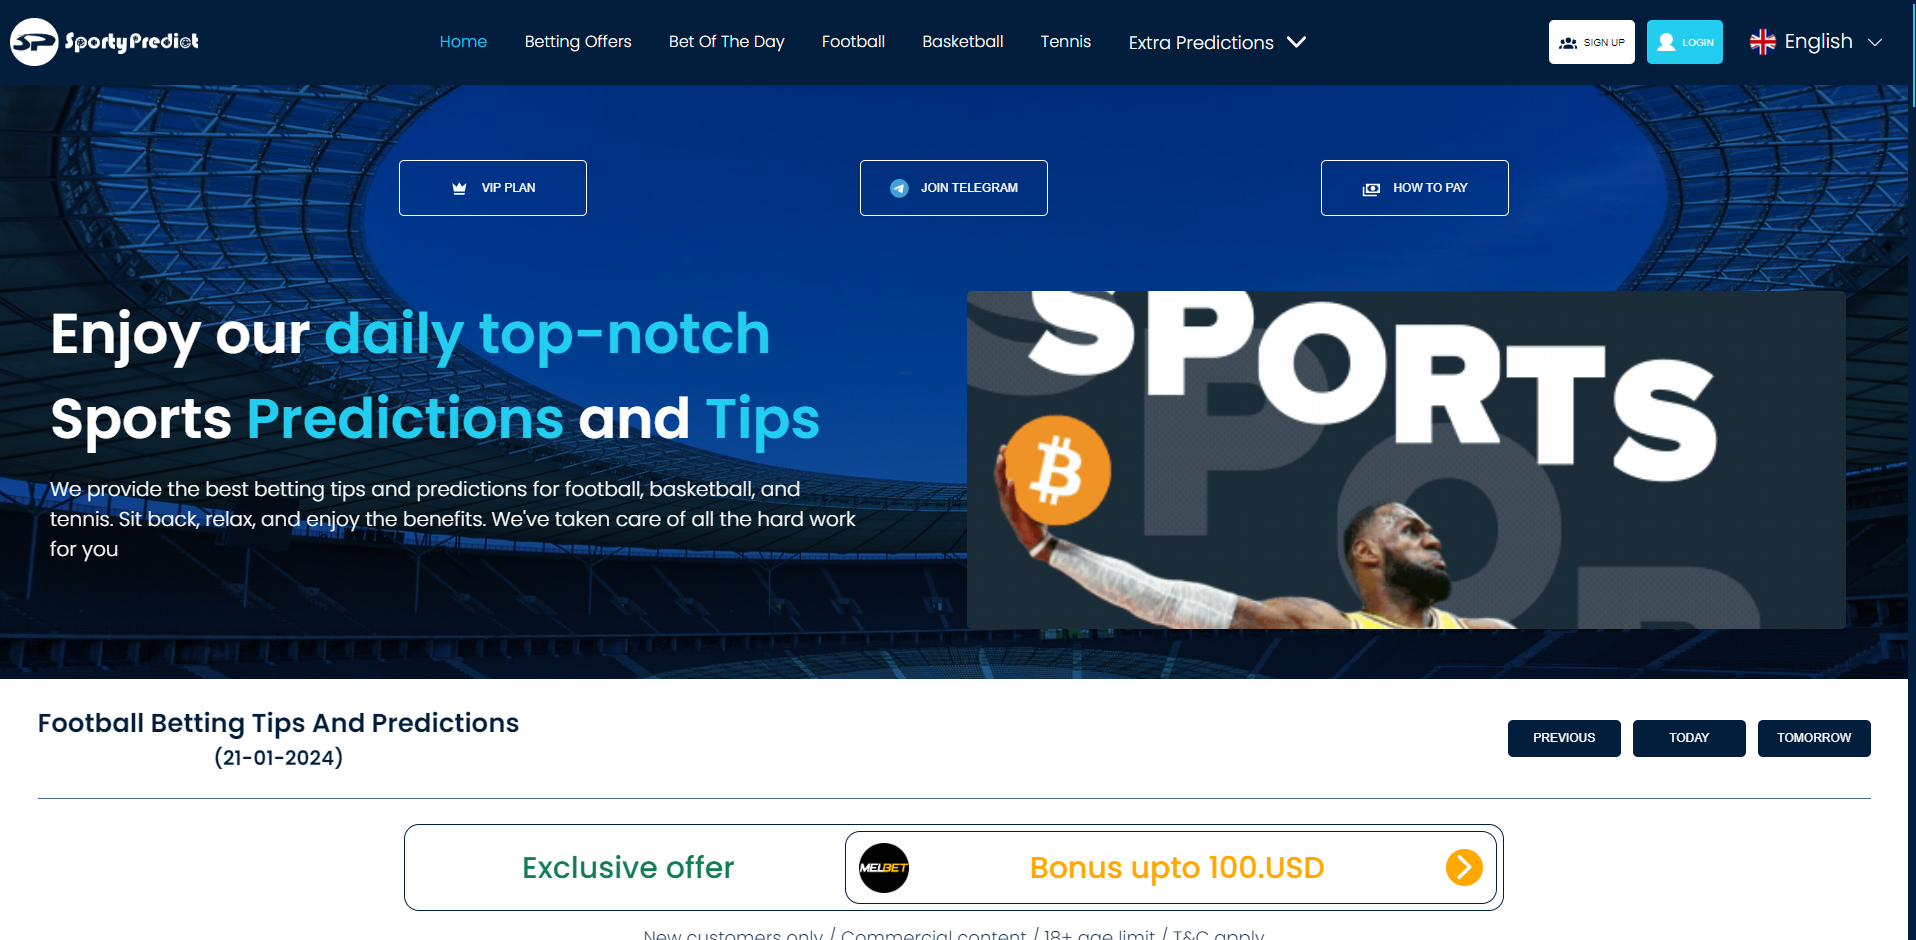 SP SportyPredict
Home
Betting Offers
Bet Of The Day
Football
Basketball
Tennis
Extra Predictions
SIGN UP
LOGIN
English
VIP PLAN
JOIN TELEGRAM
HOW TO PAY
Enjoy our daily top-notch
Sports Predictions and Tips
We provide the best betting tips and predictions for football, basketball, and
tennis. Sit back, relax, and enjoy the benefits. We've taken care of all the hard work
for you
SPORTS
Football Betting Tips And Predictions
(21-01-2024)
PREVIOUS
TODAY
TOMORROW
Exclusive offer
MELBET
Bonus upto 100.USD
New customers only / Commercial content / 18+ age limit / T&C apply